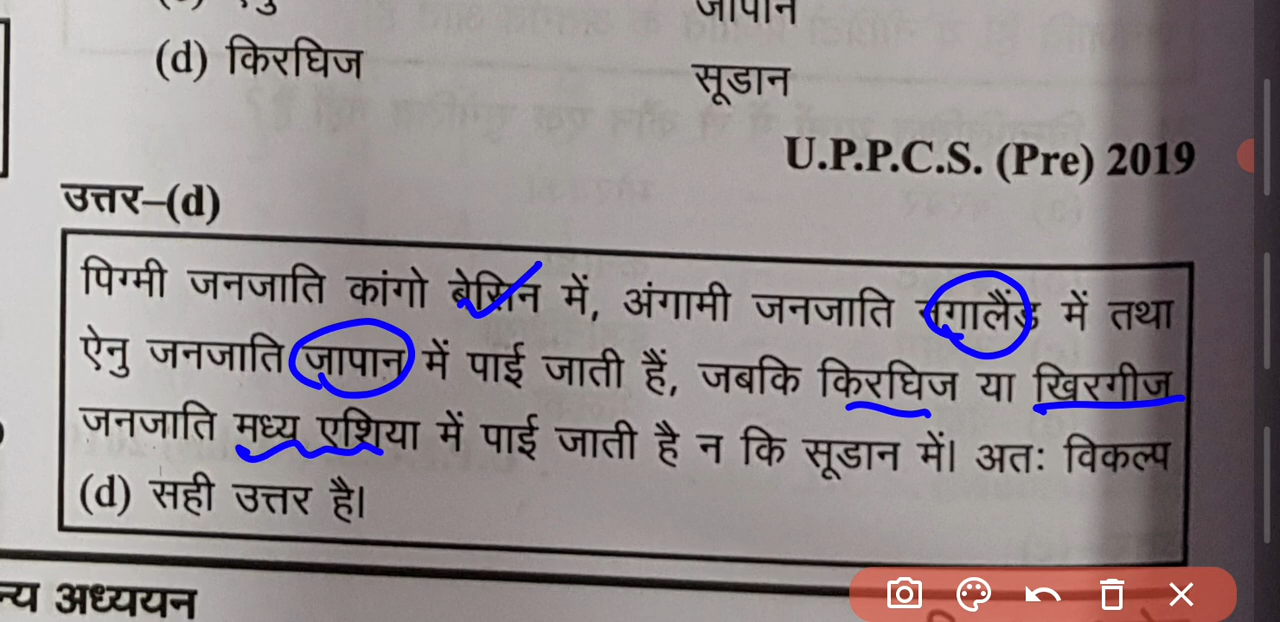 जापान
(d) किरघिज
सूडान
U.P.P.C.S. (Pre) 2019
उत्तर–(d)
पिग्मी जनजाति कांगो बेसिन में, अंगामी जनजाति नगालैंड में तथा
ऐनु जनजाति जापान में पाई जाती हैं, जबकि किरघिज या खिरगीज
जनजाति मध्य एशिया में पाई जाती है न कि सूडान में। अतः विकल्प
(d) सही उत्तर है।
अध्ययन